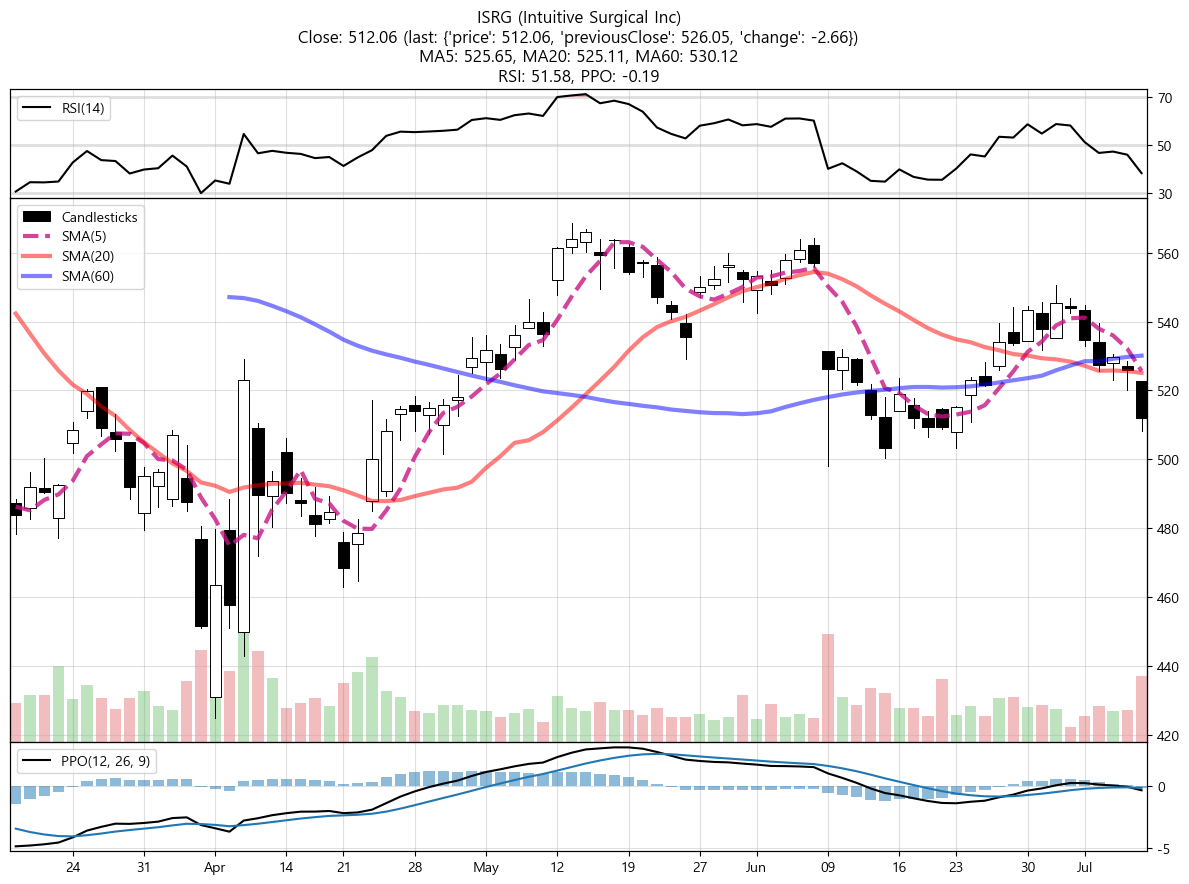 ISRG (Intuitive Surgical Inc)
Close: 512.06 (last: {'price': 512.06, 'previousClose': 526.05, 'change': -2.66})
MA5: 525.65, MA20: 525.11, MA60: 530.12
RSI: 51.58, PPO: -0.19
RSI(14)
70
50
30
Candlesticks
SMA(5)
SMA(20)
SMA(60)
560
540
520
500
480
460
440
420
PPO(12, 26, 9)
0
-5
24 31 Apr 14 21 28 May 12 19 27 Jun 09 16 23 30 Jul